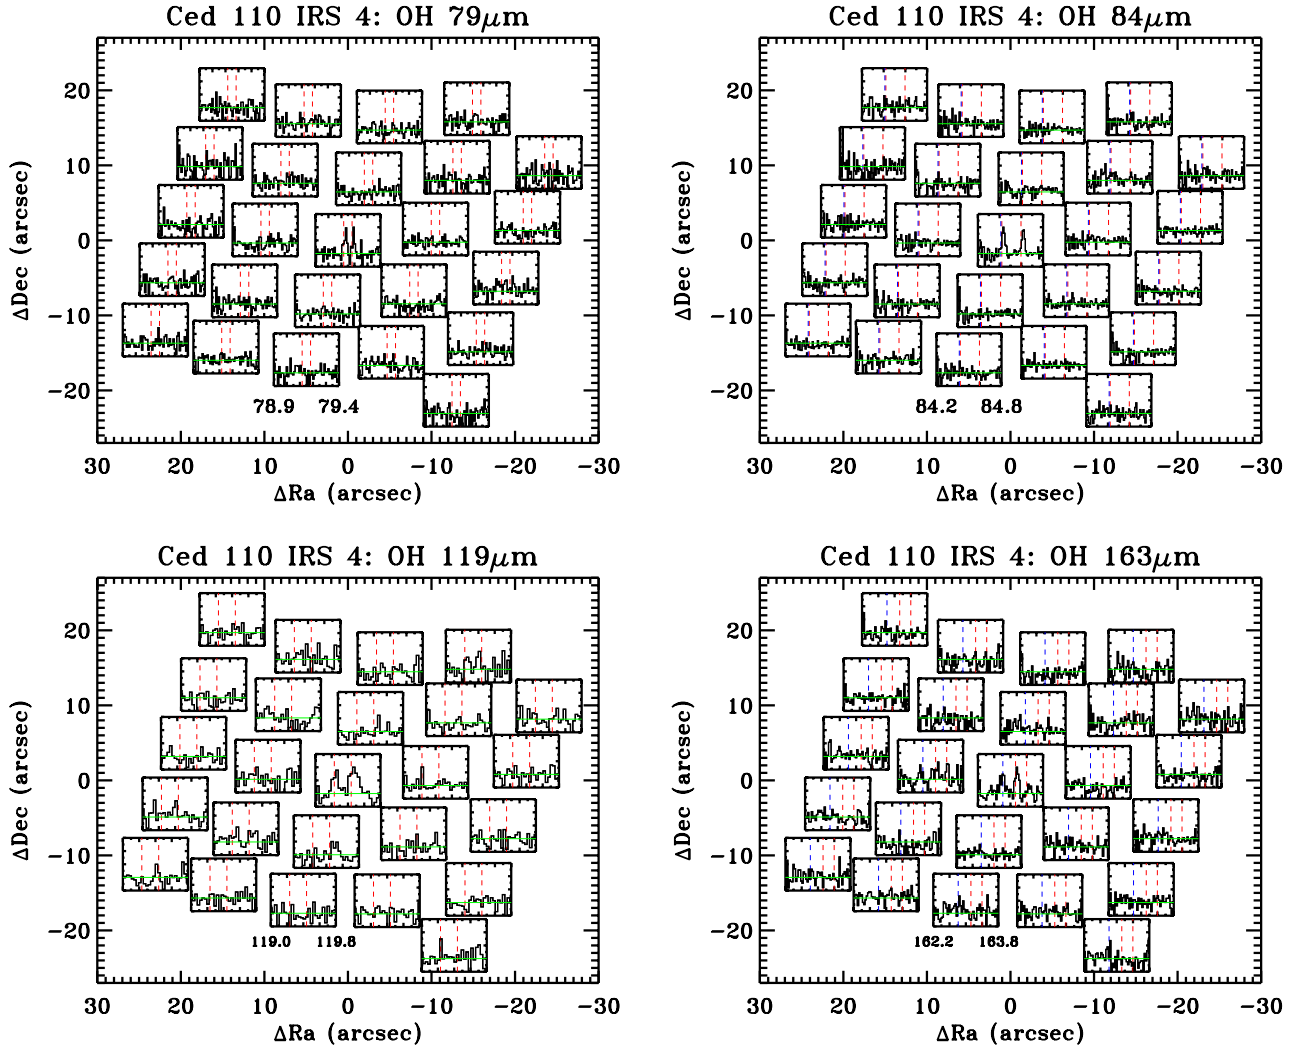 Ced 110 IRS 4: OH 79μm
20
10
0
−10
−20
ΔDec (arcsec)
78.9 79.4
30 20 10 0 −10 −20 −30
ΔRa (arcsec)
Ced 110 IRS 4: OH 84μm
20
10
0
−10
−20
ΔDec (arcsec)
84.2 84.8
30 20 10 0 −10 −20 −30
ΔRa (arcsec)
Ced 110 IRS 4: OH 119μm
20
10
0
−10
−20
ΔDec (arcsec)
119.0 119.8
30 20 10 0 −10 −20 −30
ΔRa (arcsec)
Ced 110 IRS 4: OH 163μm
20
10
0
−10
−20
ΔDec (arcsec)
162.2 163.8
30 20 10 0 −10 −20 −30
ΔRa (arcsec)